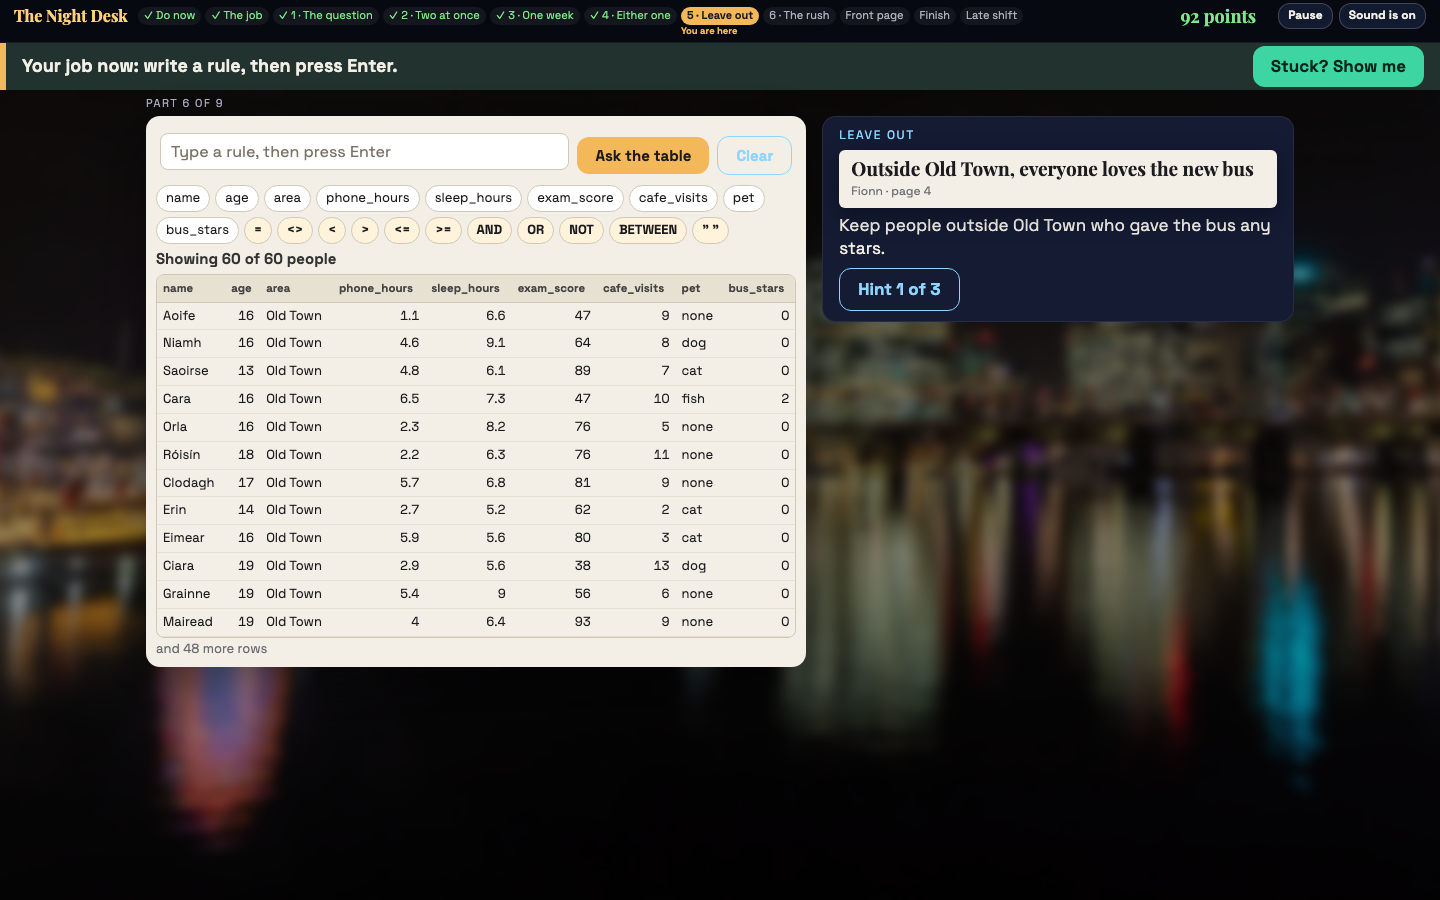 The Night Desk
✓ Do now
✓ The job
✓ 1 · The question
✓ 2 · Two at once
✓ 3 · One week
✓ 4 · Either one
5 · Leave out
6 · The rush
Front page
Finish
Late shift
You are here
92 points
Pause
Sound is on
Your job now: write a rule, then press Enter.
Stuck? Show me
PART 6 OF 9
Type a rule, then press Enter
Ask the table
Clear
name age area phone_hours sleep_hours exam_score cafe_visits pet
bus_stars = <> < > <= >= AND OR NOT BETWEEN " "
Showing 60 of 60 people
name age area phone_hours sleep_hours exam_score cafe_visits pet bus_stars
Aoife 16 Old Town 1.1 6.6 47 9 none 0
Niamh 16 Old Town 4.6 9.1 64 8 dog 0
Saoirse 13 Old Town 4.8 6.1 89 7 cat 0
Cara 16 Old Town 6.5 7.3 47 10 fish 2
Orla 16 Old Town 2.3 8.2 76 5 none 0
Róisín 18 Old Town 2.2 6.3 76 11 none 0
Clodagh 17 Old Town 5.7 6.8 81 9 none 0
Erin 14 Old Town 2.7 5.2 62 2 cat 0
Eimear 16 Old Town 5.9 5.6 80 3 cat 0
Ciara 19 Old Town 2.9 5.6 38 13 dog 0
Grainne 19 Old Town 5.4 9 56 6 none 0
Mairead 19 Old Town 4 6.4 93 9 none 0
and 48 more rows
LEAVE OUT
Outside Old Town, everyone loves the new bus
Fionn · page 4
Keep people outside Old Town who gave the bus any
stars.
Hint 1 of 3